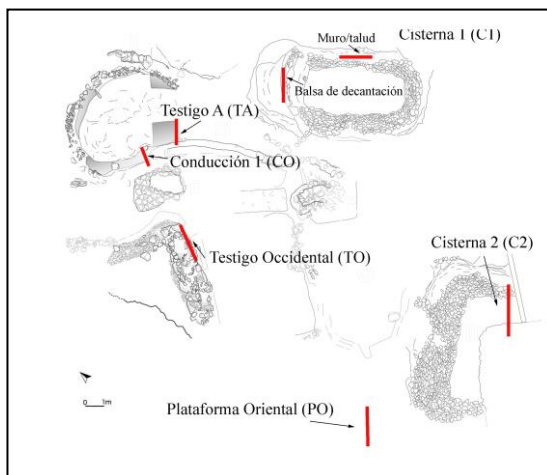 Muro/talud
Cisterna 1 (C1)
Balsa de decantación
Testigo A (TA)
Conducción 1 (CO)
Testigo Occidental (TO)
Cisterna 2 (C2)
Plataforma Oriental (PO)
0 1m